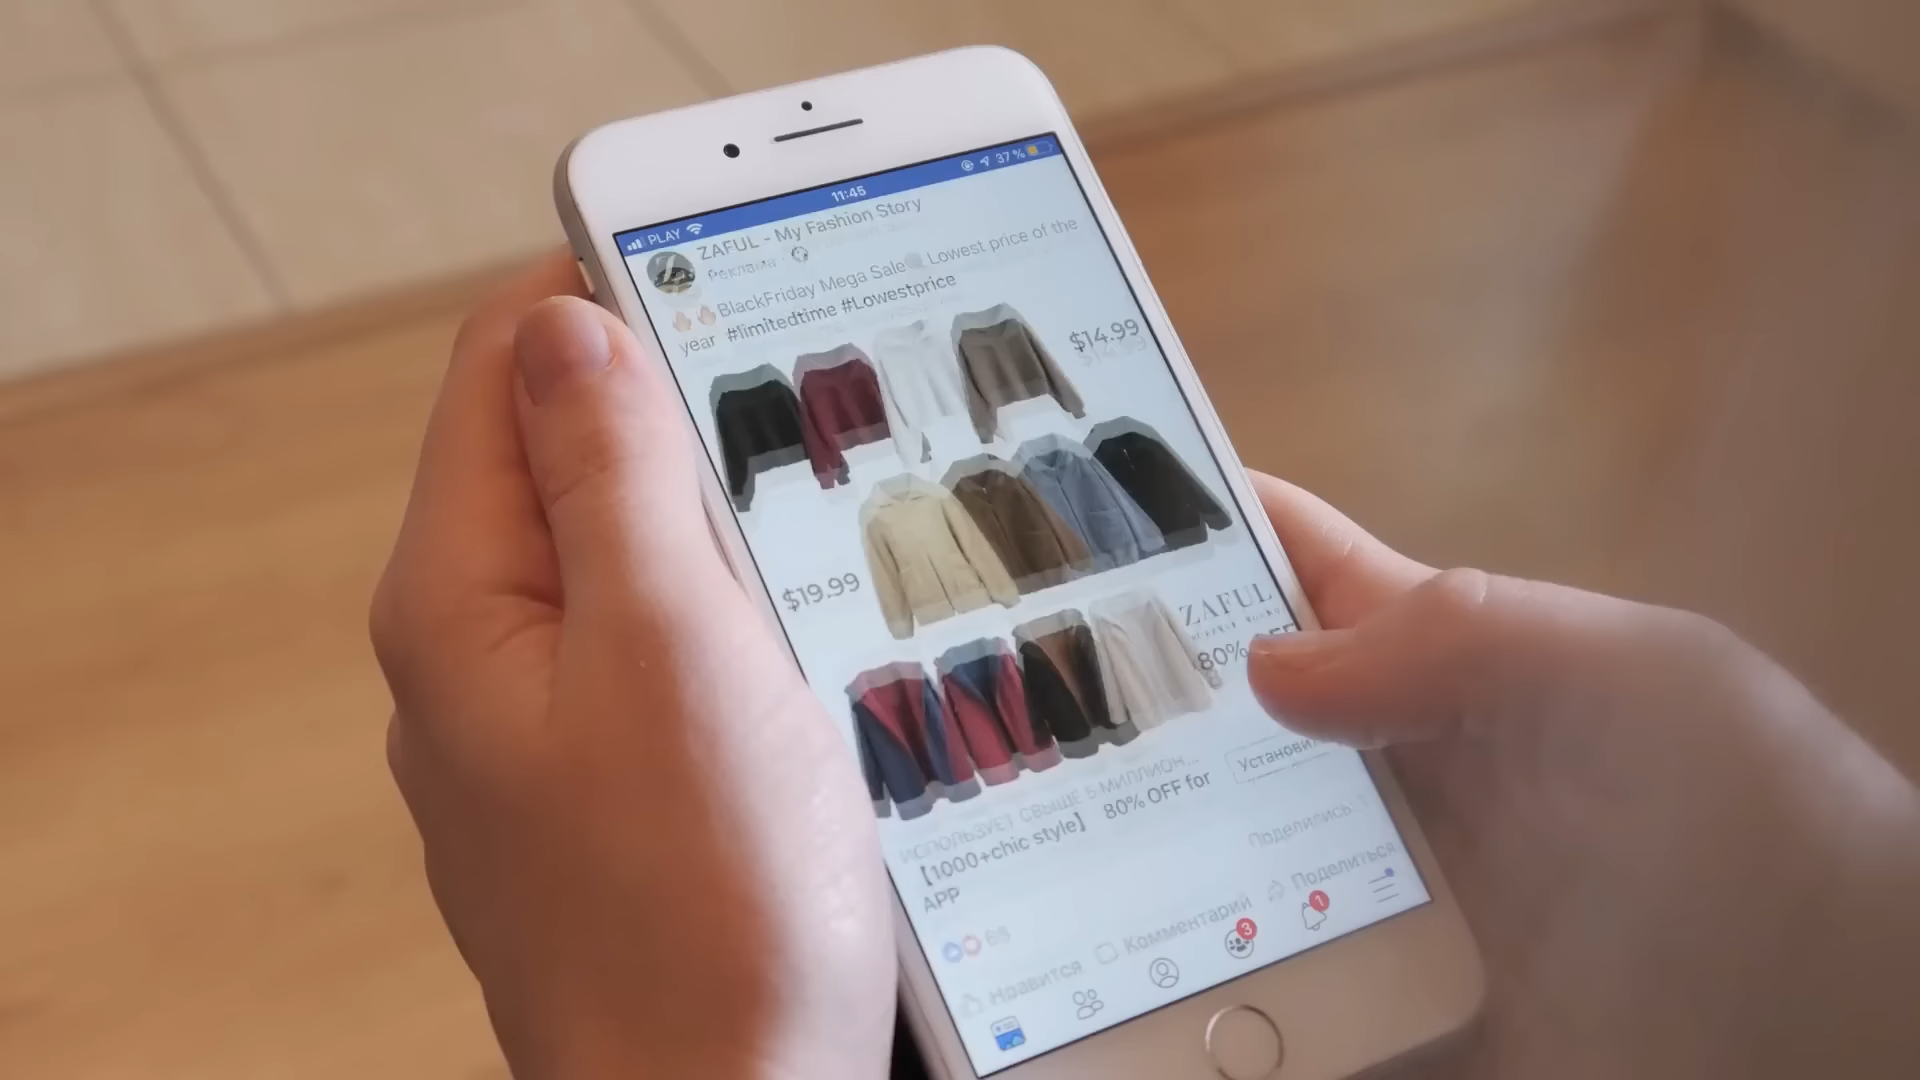 PLAY 11:45 37 %
ZAFUL - My Fashion Story
Реклама
BlackFriday Mega Sale Lowest price of the
year #limitedtime #Lowestprice
$14.99
$19.99
ZAFUL
80% OFF
Установи
ИСПОЛЬЗУЕТ СВЫШЕ 5 МИЛЛИОН...
【1000+chic style】 80% OFF for
APP
Поделились
Нравится Комментарий Поделиться
3 1